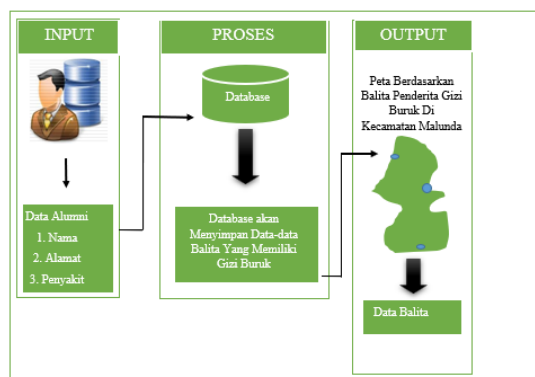 INPUT
Data Alumni
1. Nama
2. Alamat
3. Penyakit
PROSES
Database
Database akan
Menyimpan Data-data
Balita Yang Memiliki
Gizi Buruk
OUTPUT
Peta Berdasarkan
Balita Penderita Gizi
Buruk Di
Kecamatan Malunda
Data Balita